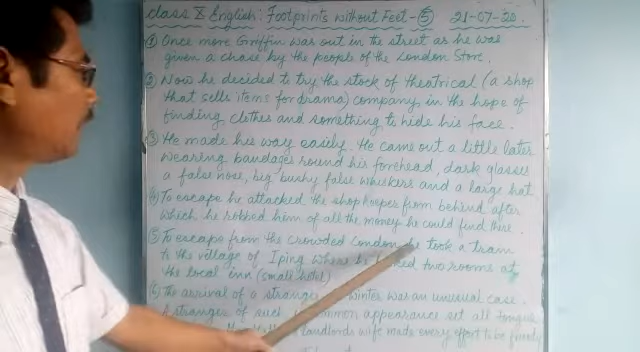 Class X English: Footprints without Feet-(5) 21-07-20
(1) Once more Griffin was out in the street as he was
given a chase by the people of the London Store.
(2) Now he decided to try the stock of theatrical (a shop
that sells items for drama) company in the hope of
finding clothes and something to hide his face.
(3) He made his way easily. He came out a little later
wearing bandages round his forehead, dark glasses
a false nose, big bushy false whiskers and a large hat
(4) To escape he attacked the shopkeeper from behind after
which he robbed him of all the money he could find there.
(5) To escape from the crowded London he took a tram
to the village of Iping where he two rooms at
the local inn (small hotel)
(6) The arrival of a stranger winter was an unusual case.
A stranger of such appearance set all tongues
landlords wife made every effort to be friendly